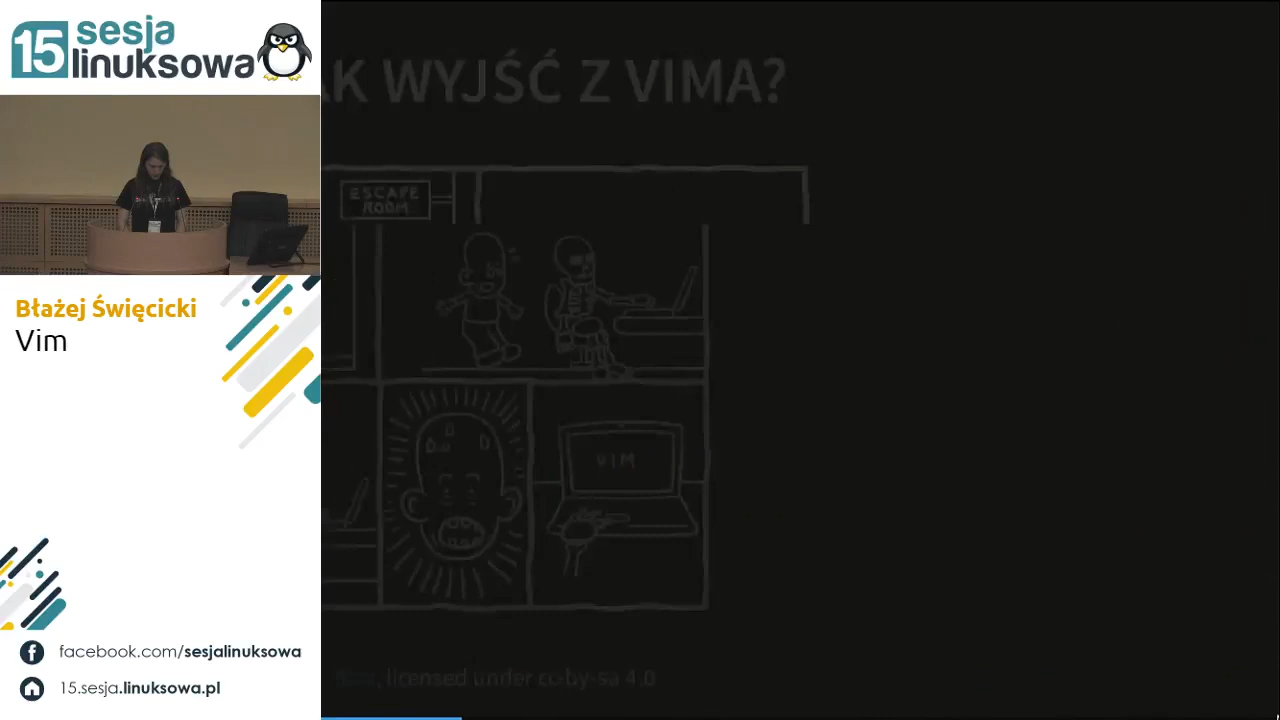 15 sesja
linuksowa
AK WYJŚĆ Z VIMA?
ESCAPE
ROOM
Błażej Święcicki
Vim
VIM
facebook.com/sesjalinuksowa
15.sesja.linuksowa.pl
, licensed under cc-by-sa 4.0